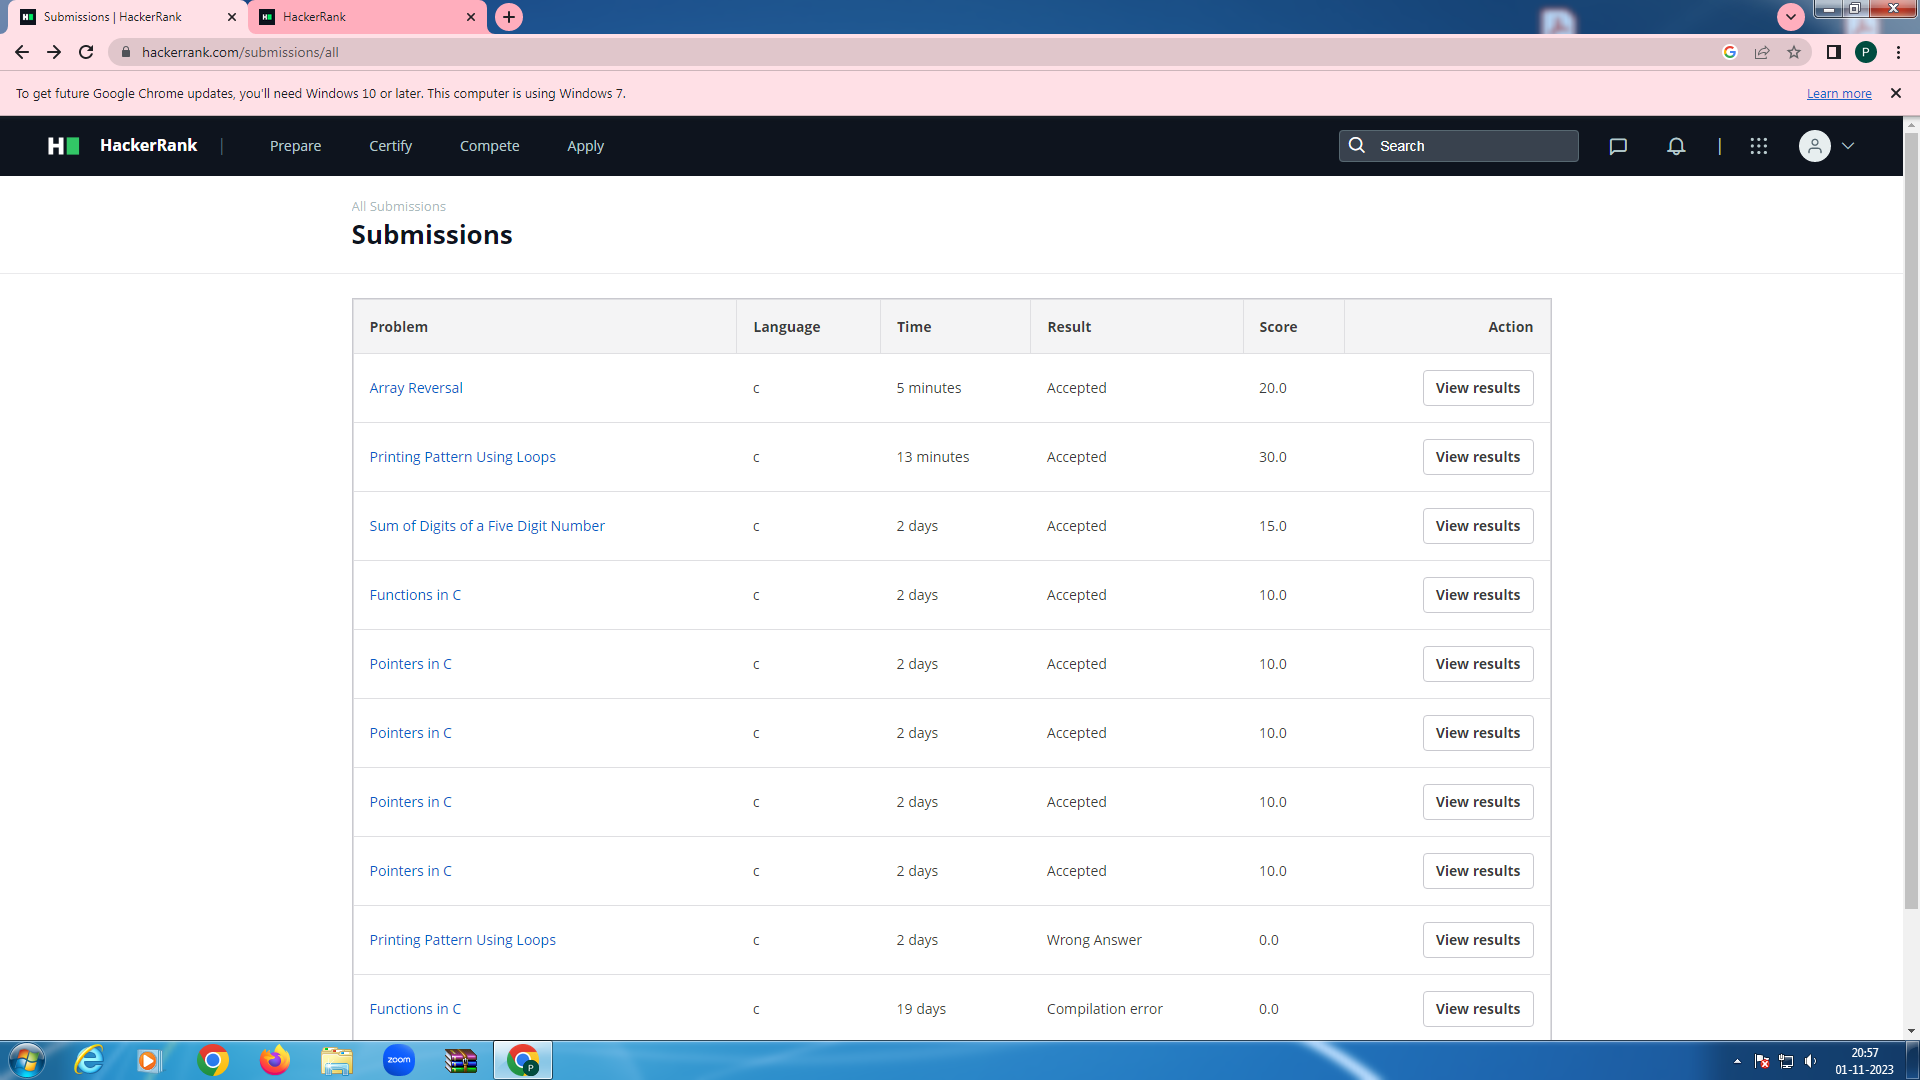 Submissions | HackerRank
HackerRank
hackerrank.com/submissions/all
P
To get future Google Chrome updates, you'll need Windows 10 or later. This computer is using Windows 7.
Learn more
H
HackerRank | Prepare Certify Compete Apply Search |
All Submissions
Submissions
Problem Language Time Result Score Action
Array Reversal c 5 minutes Accepted 20.0 View results
Printing Pattern Using Loops c 13 minutes Accepted 30.0 View results
Sum of Digits of a Five Digit Number c 2 days Accepted 15.0 View results
Functions in C c 2 days Accepted 10.0 View results
Pointers in C c 2 days Accepted 10.0 View results
Pointers in C c 2 days Accepted 10.0 View results
Pointers in C c 2 days Accepted 10.0 View results
Pointers in C c 2 days Accepted 10.0 View results
Printing Pattern Using Loops c 2 days Wrong Answer 0.0 View results
Functions in C c 19 days Compilation error 0.0 View results
zoom
P
20:57
01-11-2023